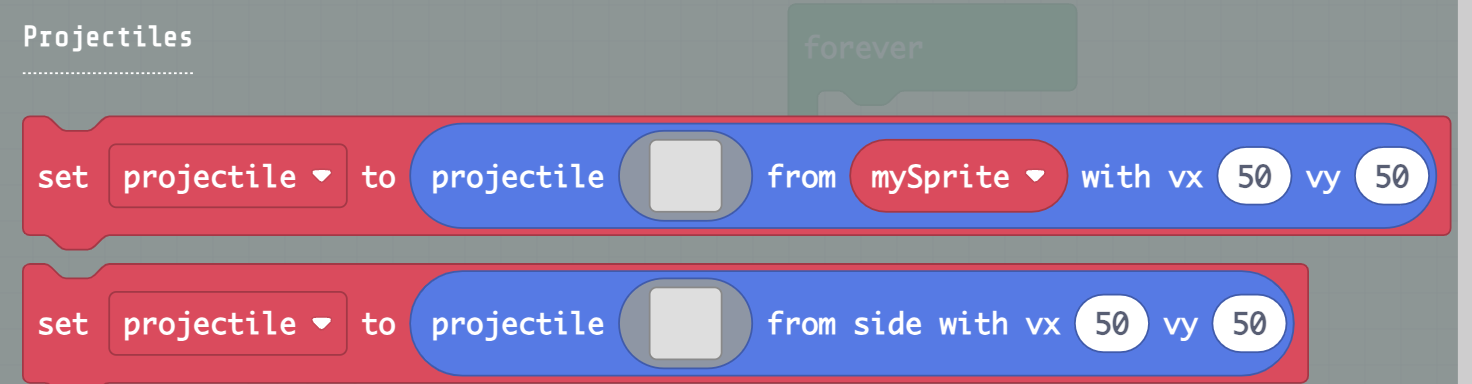 Projectiles
forever
set projectile to projectile from mySprite with vx 50 vy 50
set projectile to projectile from side with vx 50 vy 50